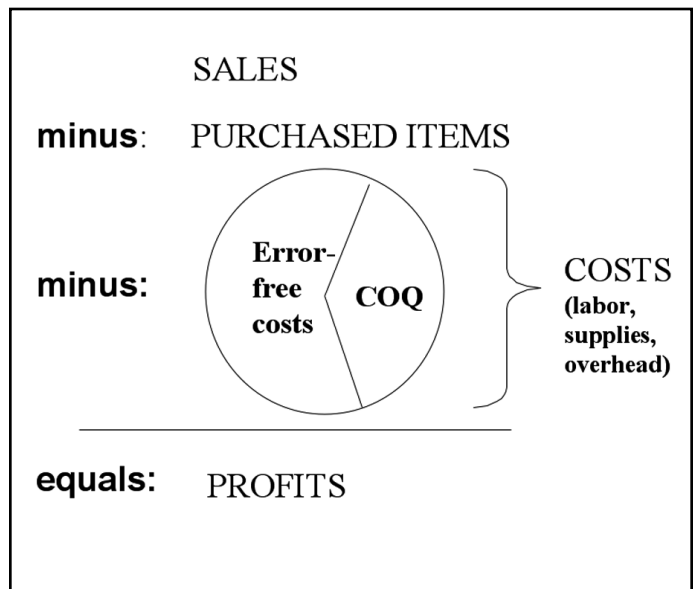 SALES
minus: PURCHASED ITEMS
minus:
Error-
free
costs
COQ
COSTS
(labor,
supplies,
overhead)
equals: PROFITS